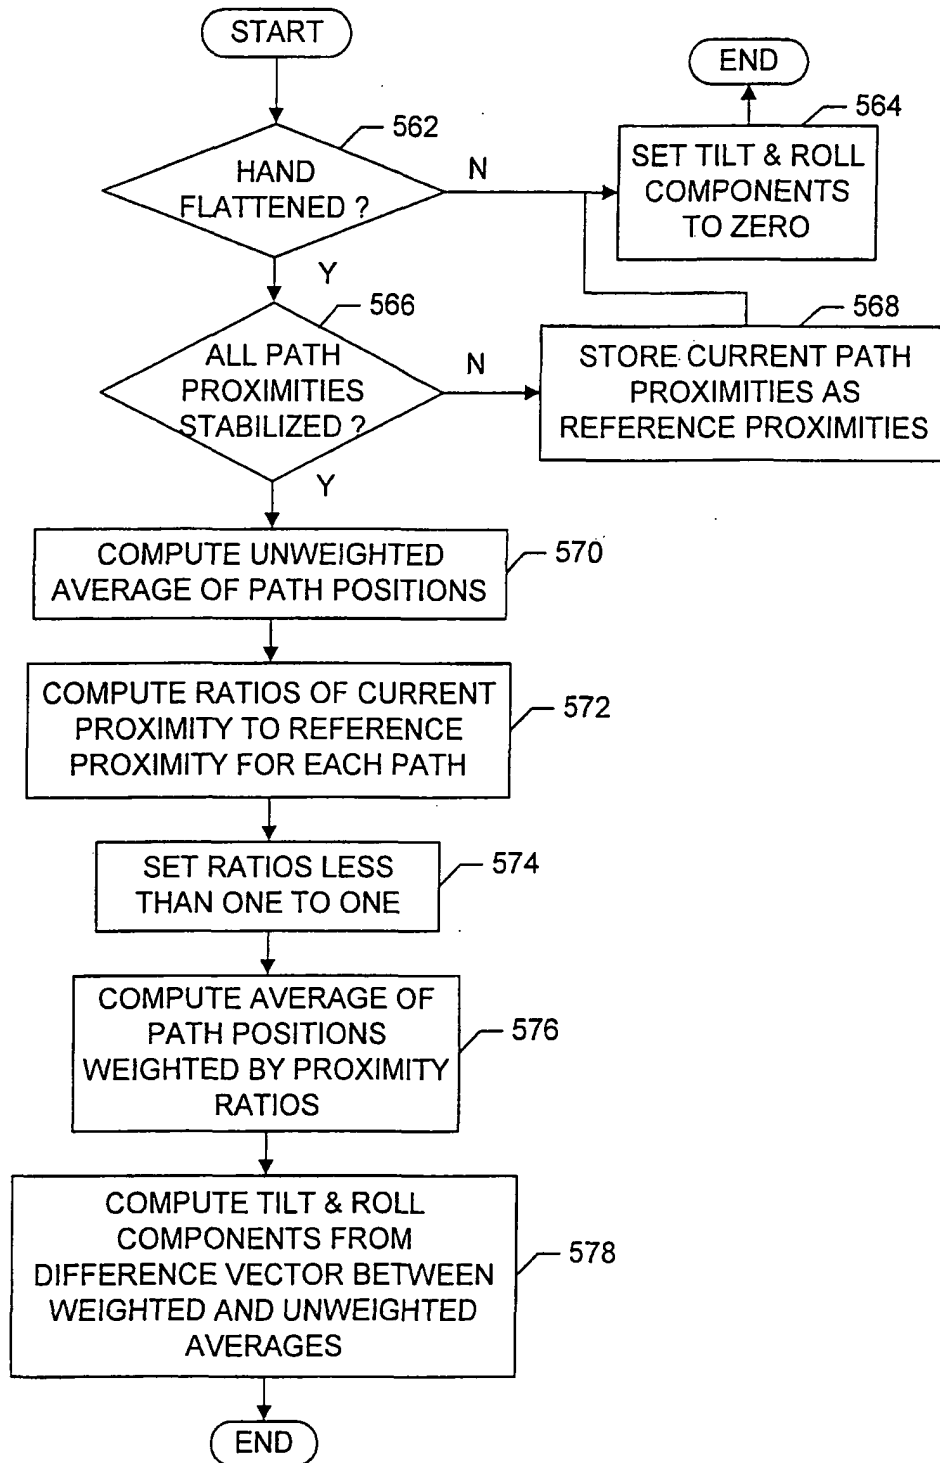 START
END
562
564
HAND
FLATTENED ?
N
SET TILT & ROLL
COMPONENTS
TO ZERO
Y
566
568
ALL PATH
PROXIMITIES
STABILIZED ?
N
STORE CURRENT PATH
PROXIMITIES AS
REFERENCE PROXIMITIES
Y
COMPUTE UNWEIGHTED
AVERAGE OF PATH POSITIONS
570
COMPUTE RATIOS OF CURRENT
PROXIMITY TO REFERENCE
PROXIMITY FOR EACH PATH
572
SET RATIOS LESS
THAN ONE TO ONE
574
COMPUTE AVERAGE OF
PATH POSITIONS
WEIGHTED BY PROXIMITY
RATIOS
576
COMPUTE TILT & ROLL
COMPONENTS FROM
DIFFERENCE VECTOR BETWEEN
WEIGHTED AND UNWEIGHTED
AVERAGES
578
END